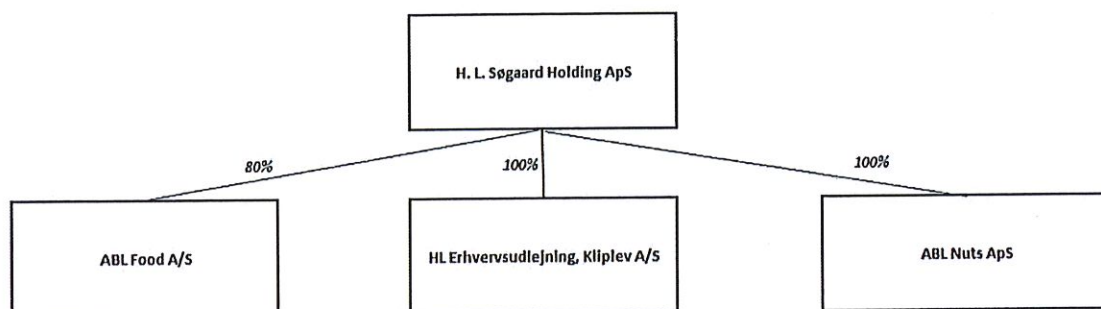 H. L. Søgaard Holding ApS
80%
100%
100%
ABL Food A/S
HL Erhvervsudlejning, Kliplev A/S
ABL Nuts ApS